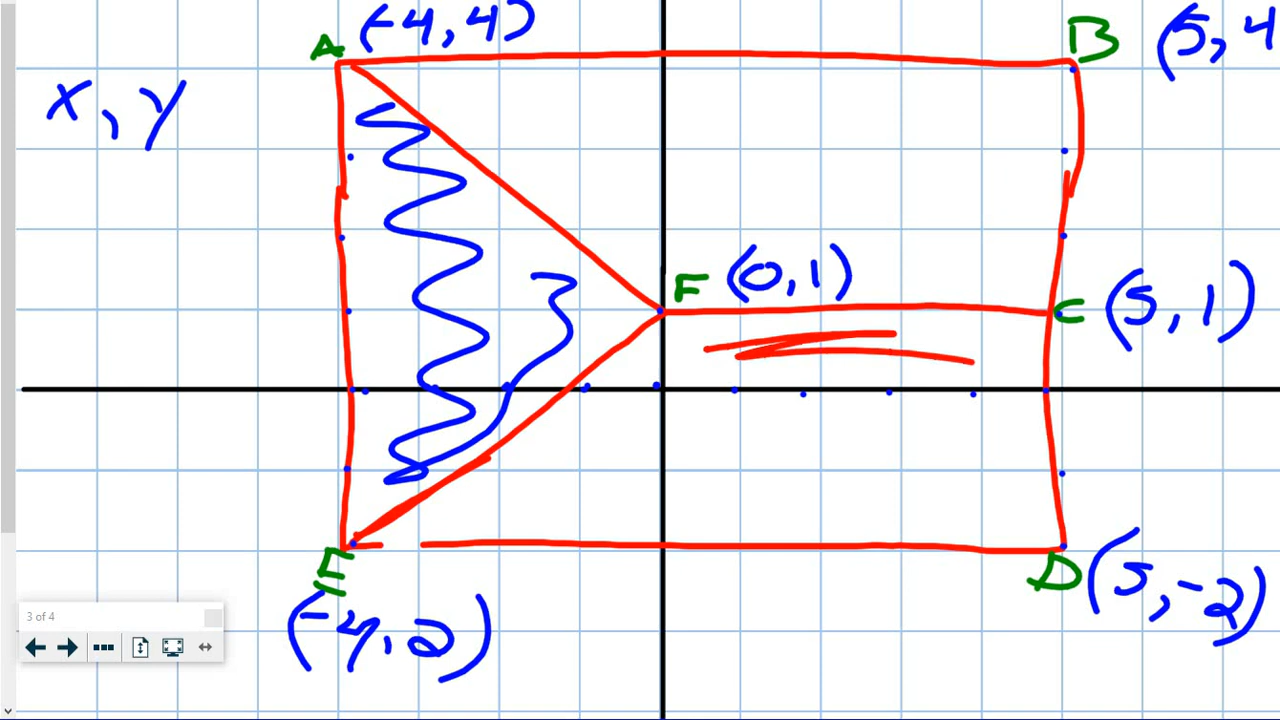 A (-4, 4) B (5, 4
x, y
F (0, 1) C (5, 1)
E D (5, -2)
(-4, 2)
3 of 4